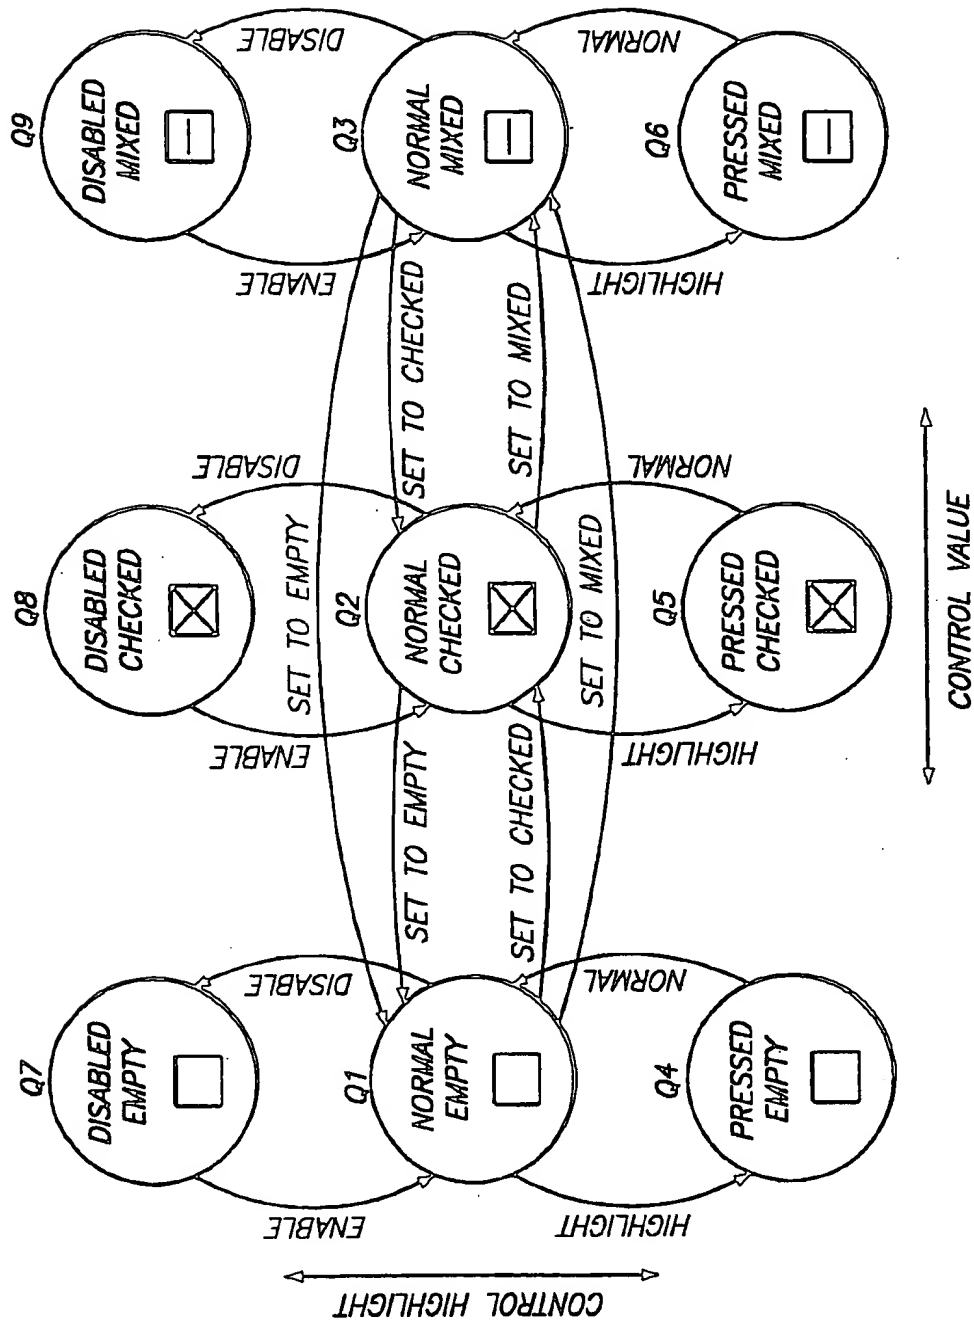 Q7
DISABLED
EMPTY
Q8
DISABLED
CHECKED
Q9
DISABLED
MIXED
ENABLE
DISABLE
ENABLE
DISABLE
ENABLE
DISABLE
SET TO EMPTY
Q1
NORMAL
EMPTY
Q2
NORMAL
CHECKED
Q3
NORMAL
MIXED
SET TO EMPTY
SET TO CHECKED
SET TO CHECKED
SET TO MIXED
SET TO MIXED
HIGHLIGHT
NORMAL
HIGHLIGHT
NORMAL
HIGHLIGHT
NORMAL
Q4
PRESSED
EMPTY
Q5
PRESSED
CHECKED
Q6
PRESSED
MIXED
CONTROL HIGHLIGHT
CONTROL VALUE